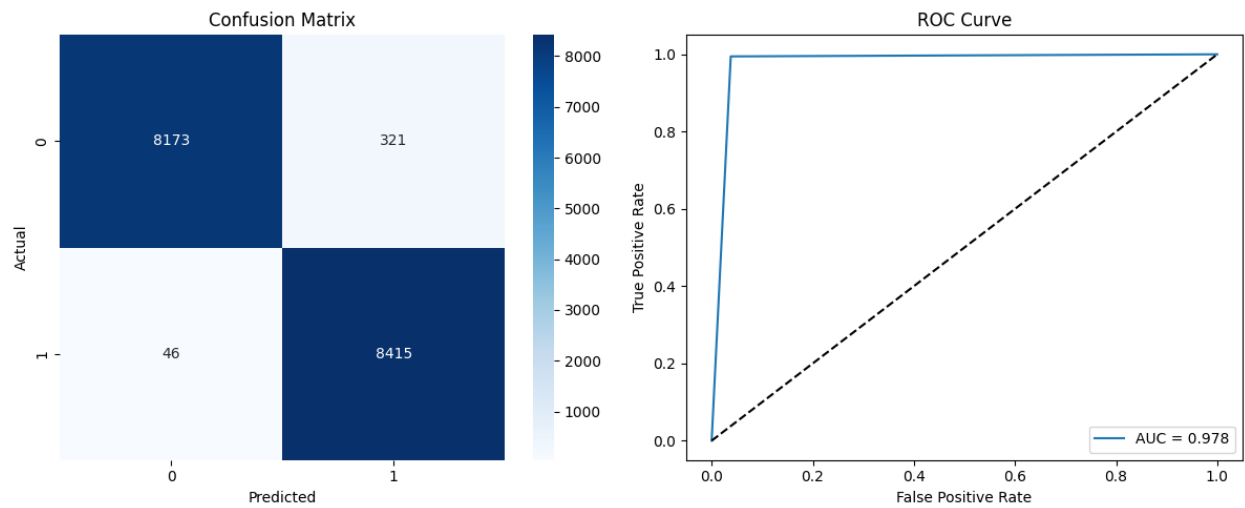 Confusion Matrix
8173 321
46 8415
0
1
Actual
0 1
Predicted
8000
7000
6000
5000
4000
3000
2000
1000
ROC Curve
1.0
0.8
0.6
0.4
0.2
0.0
True Positive Rate
0.0 0.2 0.4 0.6 0.8 1.0
False Positive Rate
AUC = 0.978